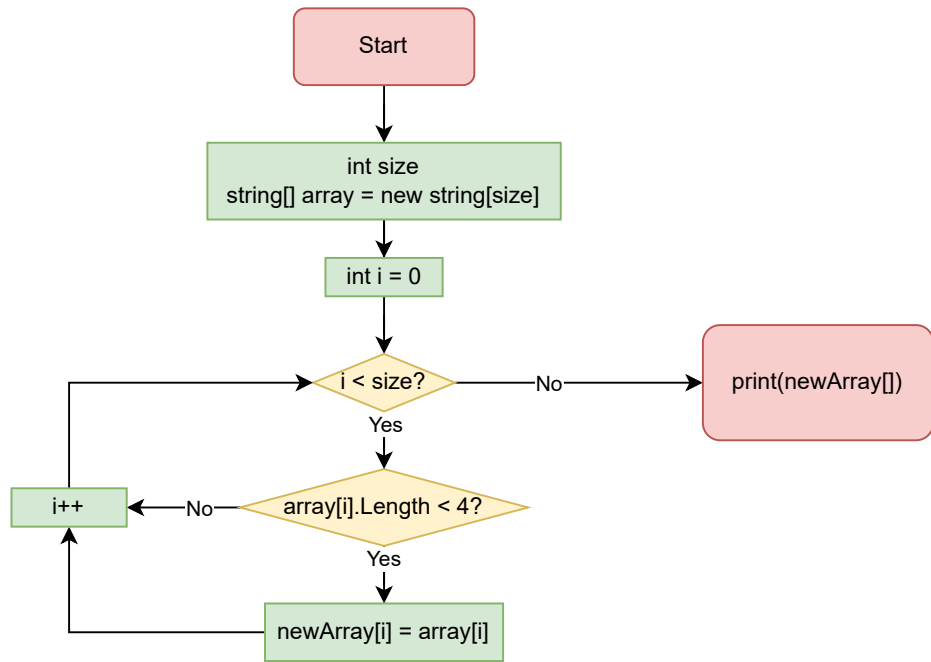 Start
int size
string[] array = new string[size]
int i = 0
i < size?
No
print(newArray[])
Yes
array[i].Length < 4?
No
i++
Yes
newArray[i] = array[i]